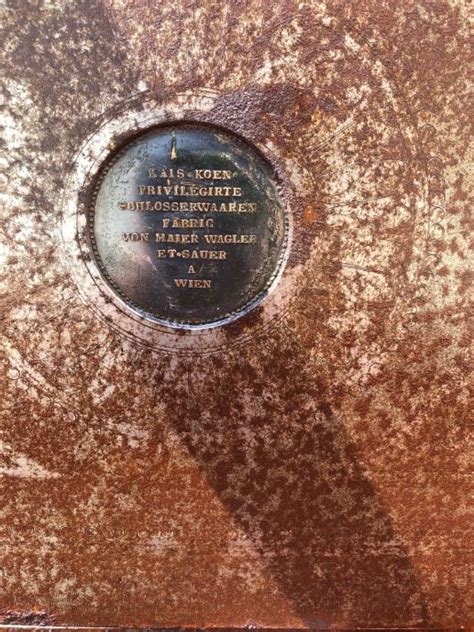 KAIS·KOEN
PRIVILEGIRTE
SCHLOSSERWAAREN
FABRIC
VON MAIER WAGLER
ET·SAUER
A
WIEN